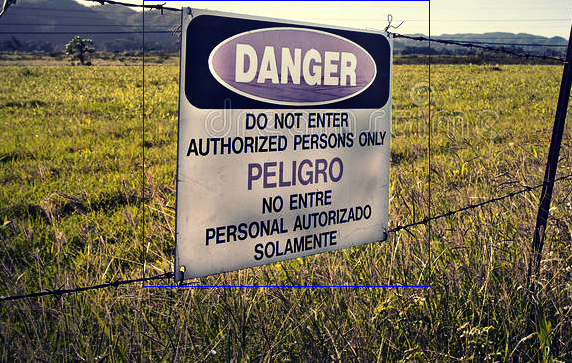 DANGER
DO NOT ENTER
AUTHORIZED PERSONS ONLY
PELIGRO
NO ENTRE
PERSONAL AUTORIZADO
SOLAMENTE